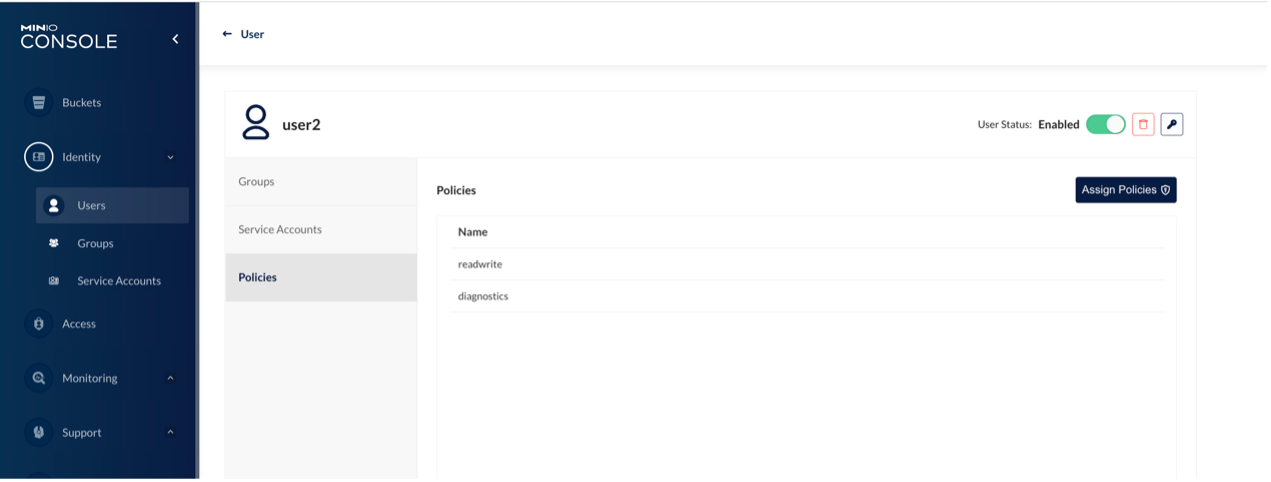 MINIO
CONSOLE
Buckets
Identity
Users
Groups
Service Accounts
Access
Monitoring
Support
← User
user2
User Status: Enabled
Groups
Service Accounts
Policies
Policies
Assign Policies
Name
readwrite
diagnostics